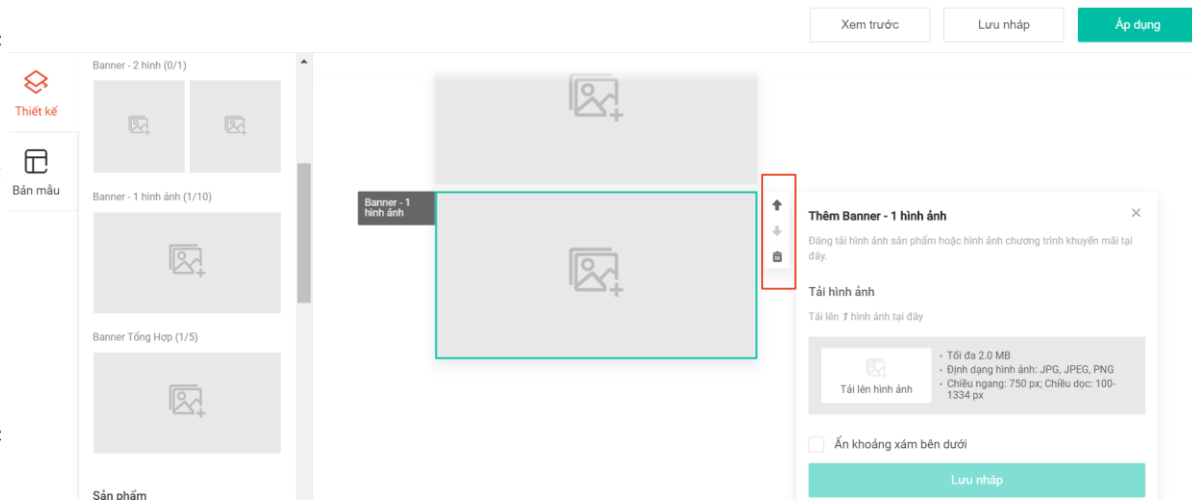 Xem trước
Lưu nháp
Áp dụng
Thiết kế
Bản mẫu
Banner - 2 hình (0/1)
Banner - 1 hình ảnh (1/10)
Banner Tổng Hợp (1/5)
Sản phẩm
Banner - 1
hình ảnh
Thêm Banner - 1 hình ảnh
Đăng tải hình ảnh sản phẩm hoặc hình ảnh chương trình khuyến mãi tại
đây.
Tải hình ảnh
Tải lên 1 hình ảnh tại đây
Tải lên hình ảnh
• Tối đa 2.0 MB
• Định dạng hình ảnh: JPG, JPEG, PNG
• Chiều ngang: 750 px; Chiều dọc: 100-
1334 px
Ẩn khoảng xám bên dưới
Lưu nháp